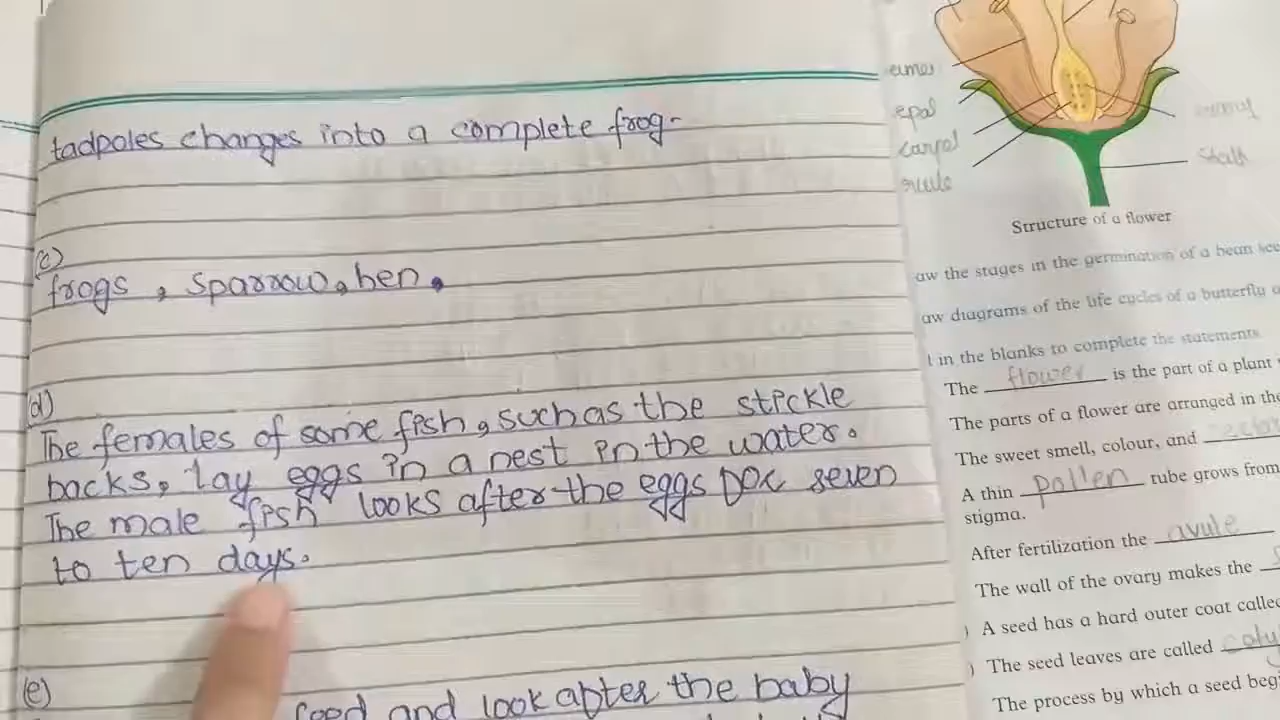 tadpoles changes into a complete frog.
(c)
frogs, sparrow, hen.
(d)
The females of some fish, such as the stickle
backs, lay eggs in a nest in the water.
The male fish looks after the eggs for seven
to ten days.
(e)
feed and look after the baby
epal
carpel
Stalk
Structure of a flower
aw the stages in the germination of a bean see
aw diagrams of the life cycles of a butterfly a
l in the blanks to complete the statements.
The flower is the part of a plant
The parts of a flower are arranged in the
The sweet smell, colour, and
A thin pollen tube grows from
stigma.
After fertilization the avule
The wall of the ovary makes the
) A seed has a hard outer coat called
) The seed leaves are called coty
The process by which a seed begi